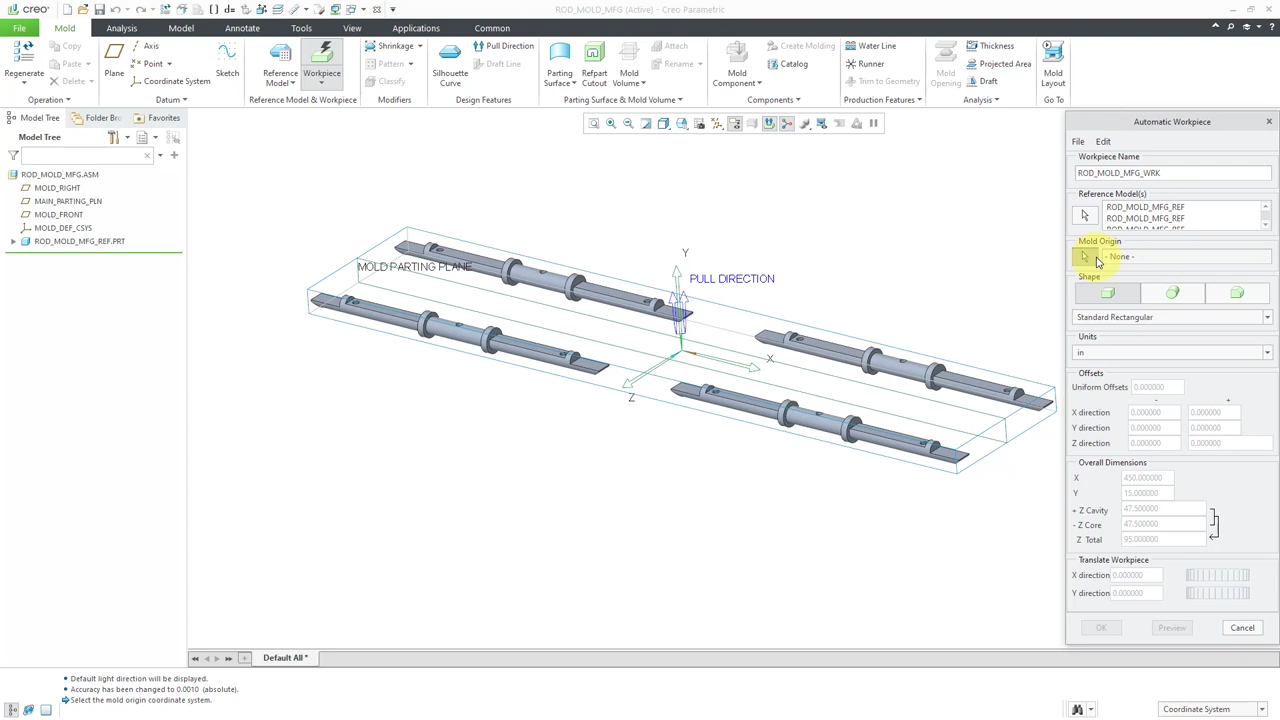 creo
ROD_MOLD_MFG (Active) - Creo Parametric
File
Mold
Analysis
Model
Annotate
Tools
View
Applications
Common
Regenerate
Copy
Paste
Delete
Operation
Plane
Axis
Point
Coordinate System
Sketch
Datum
Reference
Model
Workpiece
Reference Model & Workpiece
Shrinkage
Pattern
Classify
Modifiers
Silhouette
Curve
Pull Direction
Draft Line
Design Features
Parting
Surface
Refpart
Cutout
Mold
Volume
Attach
Rename
Parting Surface & Mold Volume
Mold
Component
Create Molding
Catalog
Components
Water Line
Runner
Trim to Geometry
Production Features
Mold
Opening
Thickness
Projected Area
Draft
Analysis
Mold
Layout
Go To
Model Tree
Folder Bro
Favorites
Model Tree
ROD_MOLD_MFG.ASM
MOLD_RIGHT
MAIN_PARTING_PLN
MOLD_FRONT
MOLD_DEF_CSYS
ROD_MOLD_MFG_REF.PRT
MOLD PARTING PLANE
Y
PULL DIRECTION
X
Z
Automatic Workpiece
File Edit
Workpiece Name
ROD_MOLD_MFG_WRK
Reference Model(s)
ROD_MOLD_MFG_REF
ROD_MOLD_MFG_REF
ROD_MOLD_MFG_REF
Mold Origin
- None -
Shape
Standard Rectangular
Units
in
Offsets
Uniform Offsets 0.000000
- +
X direction 0.000000 0.000000
Y direction 0.000000 0.000000
Z direction 0.000000 0.000000
Overall Dimensions
X 450.000000
Y 15.000000
+ Z Cavity 47.500000
- Z Core 47.500000
Z Total 95.000000
Translate Workpiece
X direction 0.000000
Y direction 0.000000
OK Preview Cancel
Default All *
• Default light direction will be displayed.
• Accuracy has been changed to 0.0010 (absolute).
Select the mold origin coordinate system.
Coordinate System